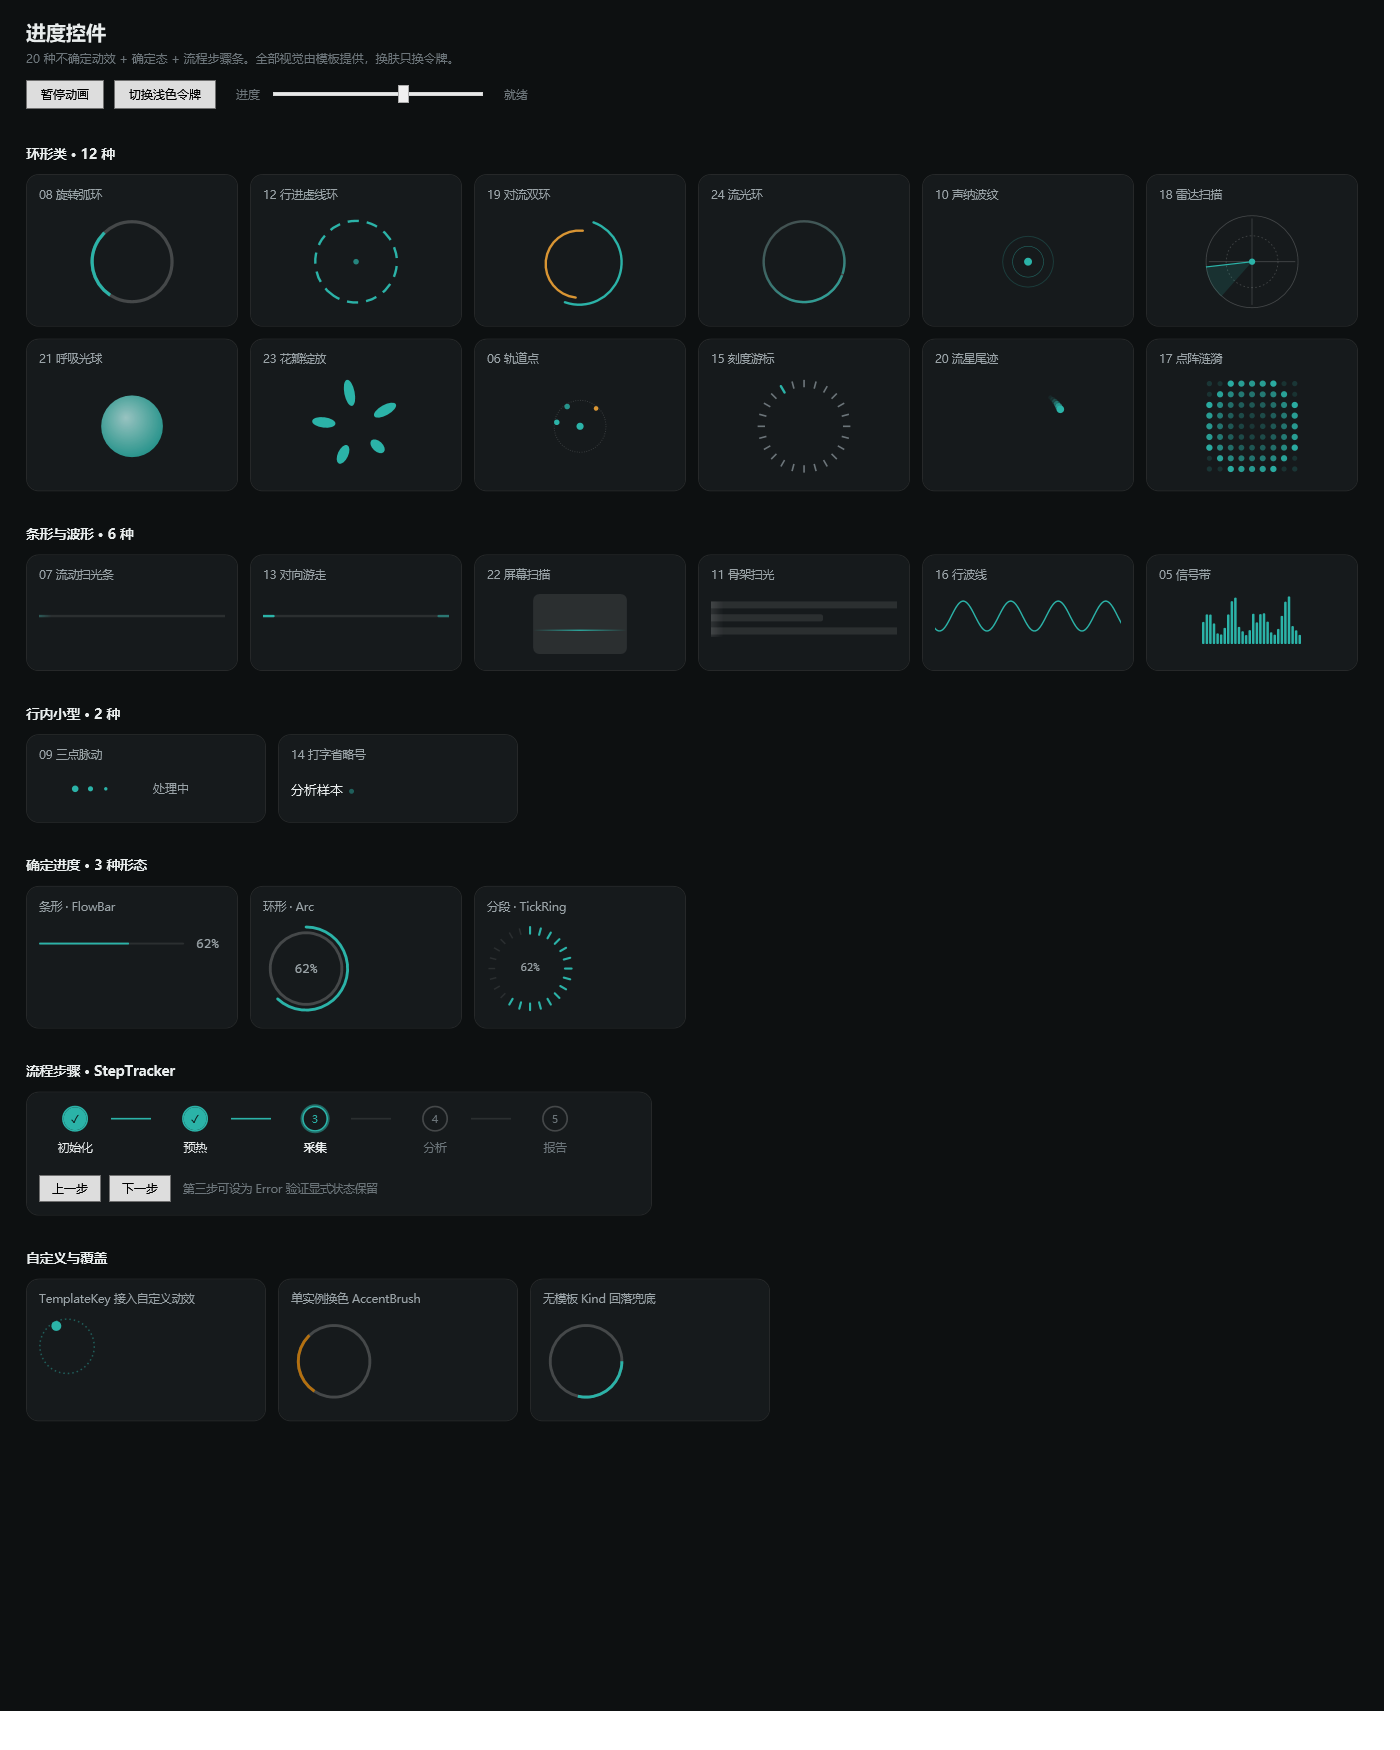 进度控件
20 种不确定动效 + 确定态 + 流程步骤条。全部视觉由模板提供，换肤只换令牌。
暂停动画 切换浅色令牌 进度 就绪
环形类 • 12 种
08 旋转弧环 12 行进虚线环 19 对流双环 24 流光环 10 声纳波纹 18 雷达扫描
21 呼吸光球 23 花瓣绽放 06 轨道点 15 刻度游标 20 流星尾迹 17 点阵涟漪
条形与波形 • 6 种
07 流动扫光条 13 对向游走 22 屏幕扫描 11 骨架扫光 16 行波线 05 信号带
行内小型 • 2 种
09 三点脉动 14 打字省略号
处理中 分析样本
确定进度 • 3 种形态
条形 · FlowBar 环形 · Arc 分段 · TickRing
62% 62% 62%
流程步骤 • StepTracker
✓ ✓ 3 4 5
初始化 预热 采集 分析 报告
上一步 下一步 第三步可设为 Error 验证显式状态保留
自定义与覆盖
TemplateKey 接入自定义动效 单实例换色 AccentBrush 无模板 Kind 回落兜底